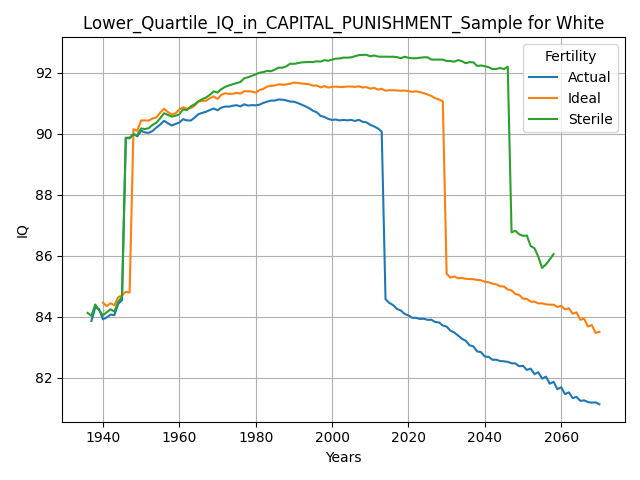 Lower_Quartile_IQ_in_CAPITAL_PUNISHMENT_Sample for White
Fertility
Actual
Ideal
Sterile
92
90
88
86
84
82
IQ
1940
1960
1980
2000
2020
2040
2060
Years